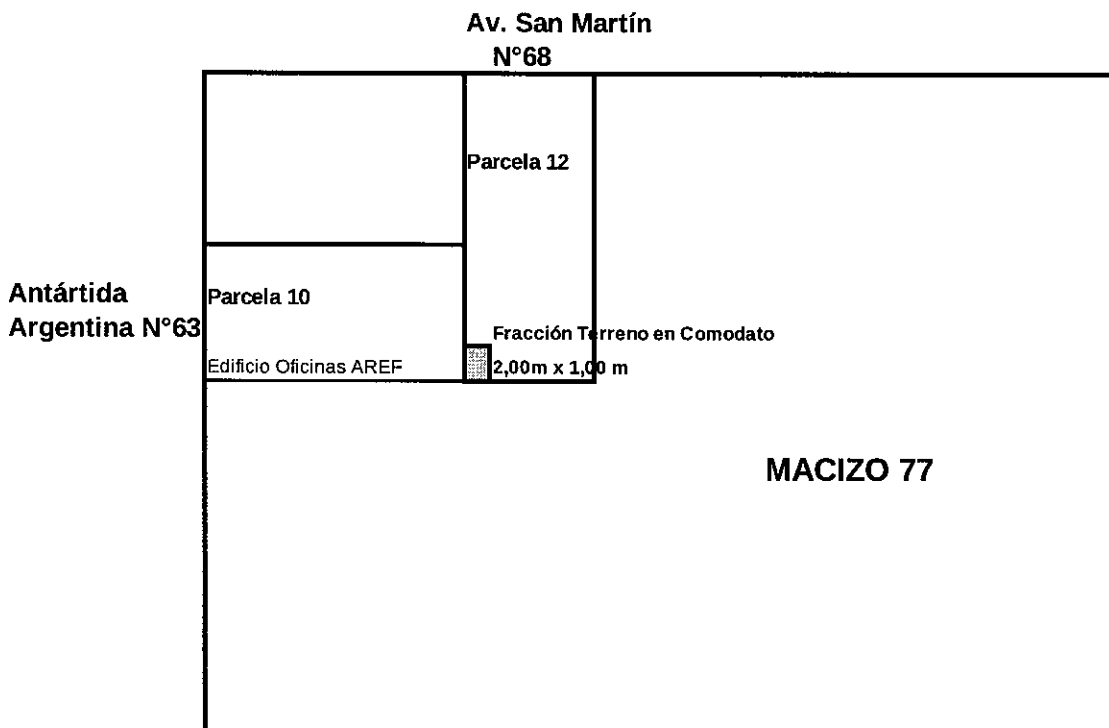 Av. San Martín
N°68
Parcela 12
Antártida
Argentina N°63
Parcela 10
Fracción Terreno en Comodato
Edificio Oficinas AREF
2,00m x 1,00 m
MACIZO 77